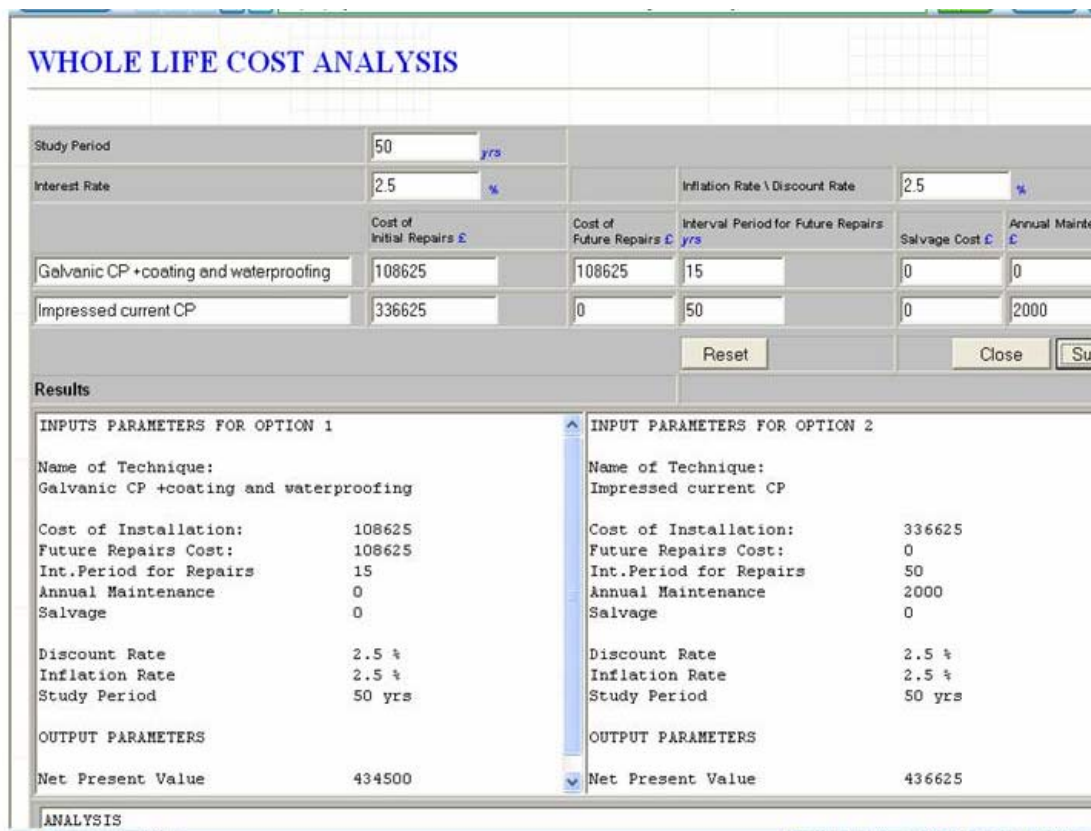 WHOLE LIFE COST ANALYSIS
Study Period 50 yrs
Interest Rate 2.5 % Inflation Rate \ Discount Rate 2.5 %
Cost of Initial Repairs £ Cost of Future Repairs £ Interval Period for Future Repairs yrs Salvage Cost £ Annual Mainte £
Galvanic CP +coating and waterproofing 108625 108625 15 0 0
Impressed current CP 336625 0 50 0 2000
Reset Close Su
Results
INPUTS PARAMETERS FOR OPTION 1
Name of Technique:
Galvanic CP +coating and waterproofing
Cost of Installation: 108625
Future Repairs Cost: 108625
Int.Period for Repairs 15
Annual Maintenance 0
Salvage 0
Discount Rate 2.5 %
Inflation Rate 2.5 %
Study Period 50 yrs
OUTPUT PARAMETERS
Net Present Value 434500
INPUT PARAMETERS FOR OPTION 2
Name of Technique:
Impressed current CP
Cost of Installation: 336625
Future Repairs Cost: 0
Int.Period for Repairs 50
Annual Maintenance 2000
Salvage 0
Discount Rate 2.5 %
Inflation Rate 2.5 %
Study Period 50 yrs
OUTPUT PARAMETERS
Net Present Value 436625
ANALYSIS